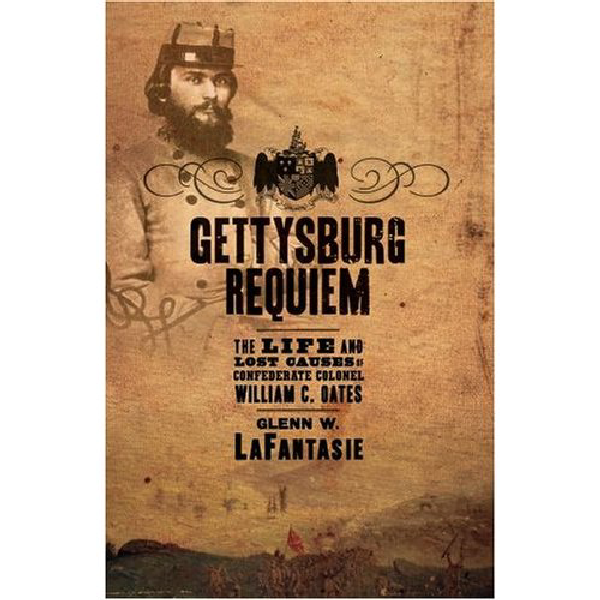 GETTYSBURG
REQUIEM
THE LIFE AND
LOST CAUSES OF
CONFEDERATE COLONEL
WILLIAM C. OATES
GLENN W.
LAFANTASIE